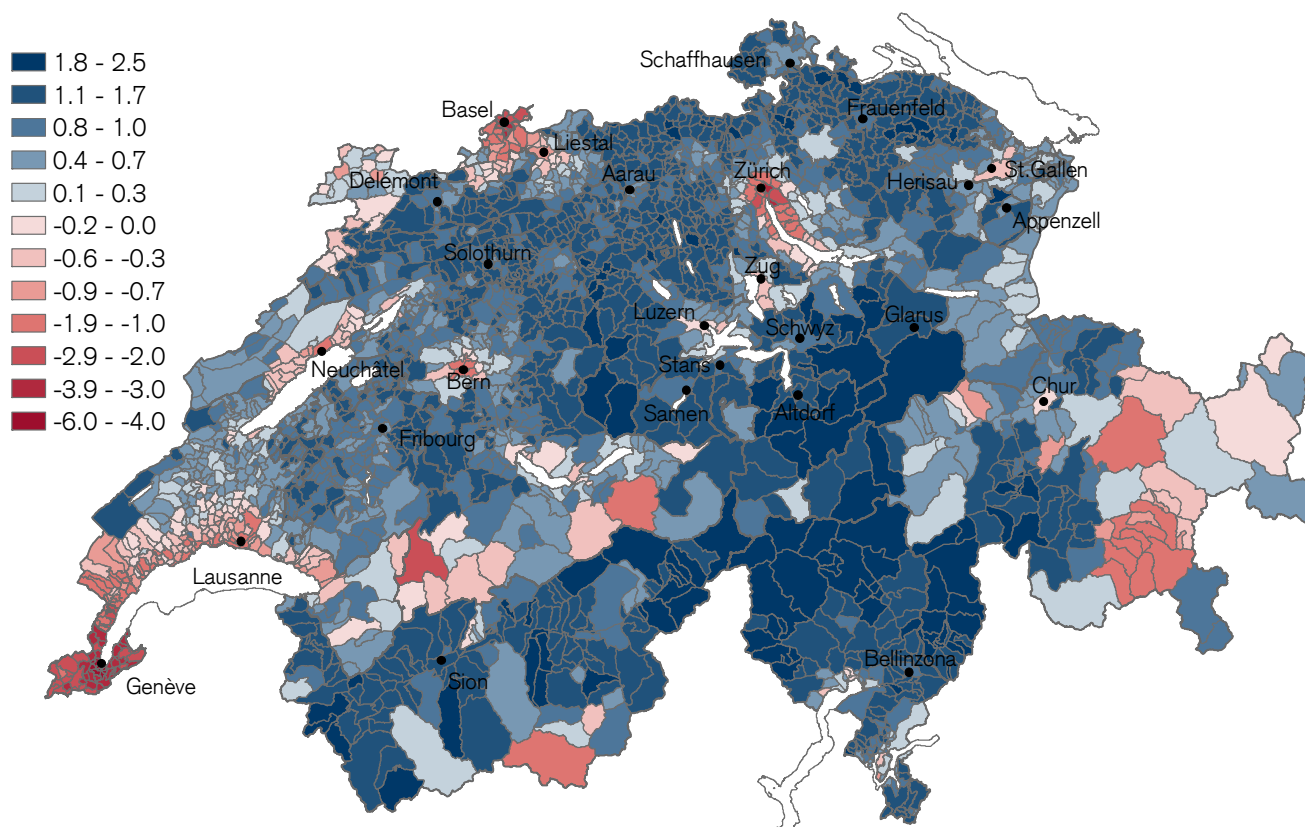 1.8 - 2.5
1.1 - 1.7
0.8 - 1.0
0.4 - 0.7
0.1 - 0.3
-0.2 - 0.0
-0.6 - -0.3
-0.9 - -0.7
-1.9 - -1.0
-2.9 - -2.0
-3.9 - -3.0
-6.0 - -4.0
Schaffhausen
Basel
Frauenfeld
Liestal
Delémont
Aarau
Zürich
Herisau
St.Gallen
Appenzell
Solothurn
Zug
Luzern
Schwyz
Glarus
Neuchâtel
Bern
Stans
Sarnen
Altdorf
Chur
Fribourg
Lausanne
Genève
Sion
Bellinzona